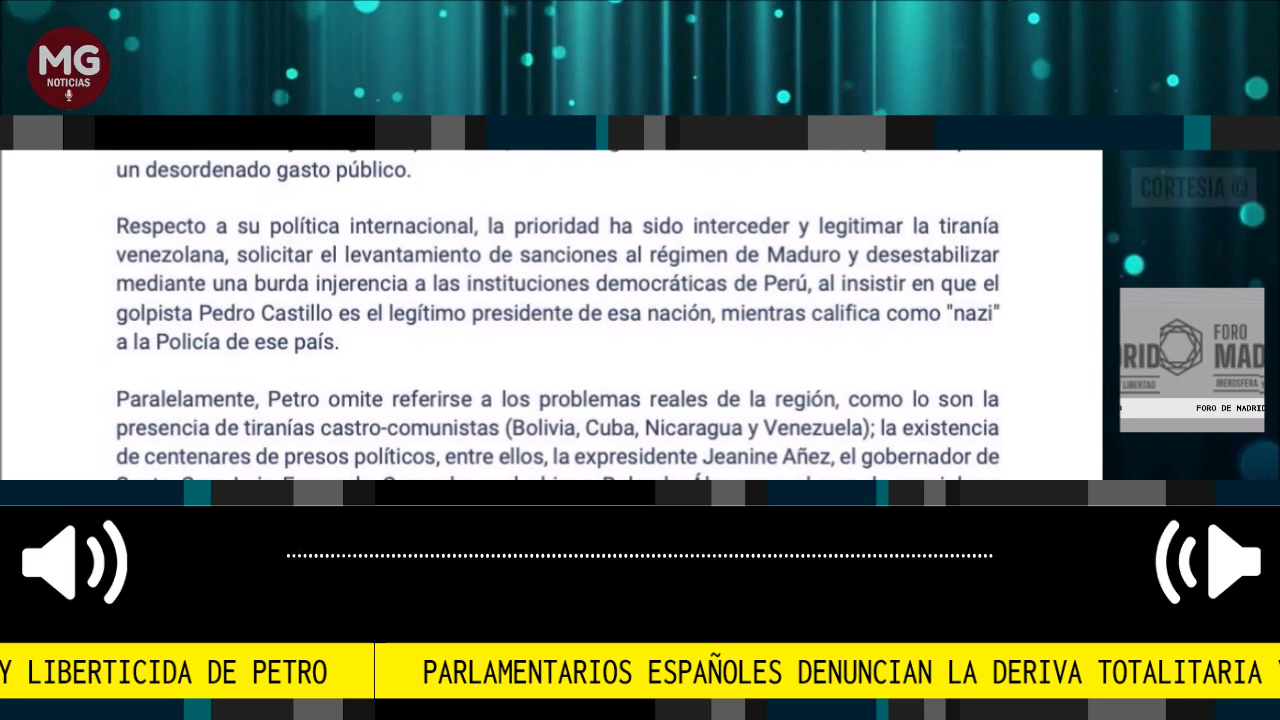 MG
NOTICIAS
un desordenado gasto público.
Respecto a su política internacional, la prioridad ha sido interceder y legitimar la tiranía
venezolana, solicitar el levantamiento de sanciones al régimen de Maduro y desestabilizar
mediante una burda injerencia a las instituciones democráticas de Perú, al insistir en que el
golpista Pedro Castillo es el legítimo presidente de esa nación, mientras califica como "nazi"
a la Policía de ese país.
Paralelamente, Petro omite referirse a los problemas reales de la región, como lo son la
presencia de tiranías castro-comunistas (Bolivia, Cuba, Nicaragua y Venezuela); la existencia
de centenares de presos políticos, entre ellos, la expresidente Jeanine Añez, el gobernador de
CORTESIA ©
RID
LIBERTAD
FORO
MAD
IBEROSFERA
FORO DE MADRID
Y LIBERTICIDA DE PETRO
PARLAMENTARIOS ESPAÑOLES DENUNCIAN LA DERIVA TOTALITARIA